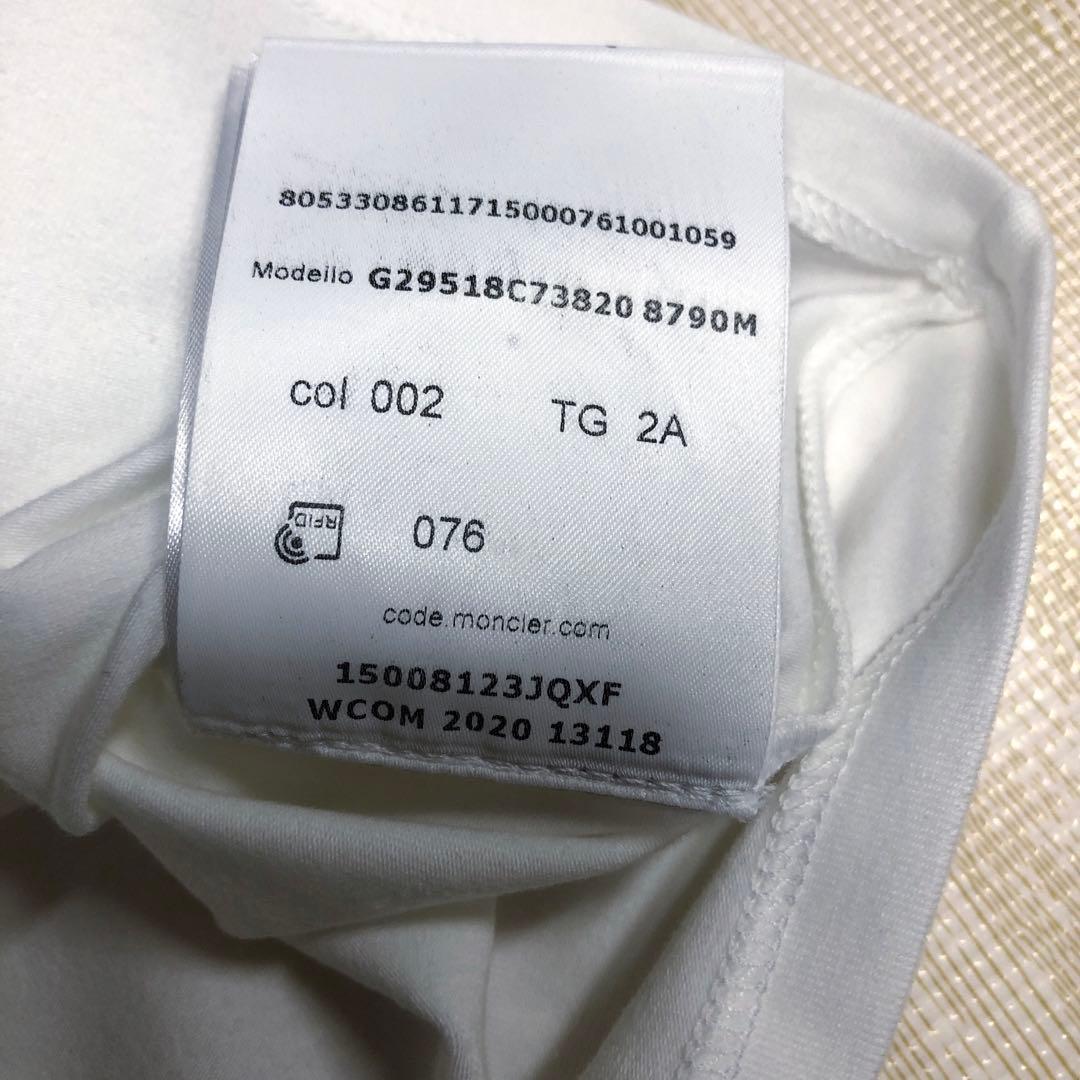 8053308611715000761001059
Modello G29518C73820 8790M
col 002 TG 2A
RFID 076
code.moncler.com
15008123JQXF
WCOM 2020 13118